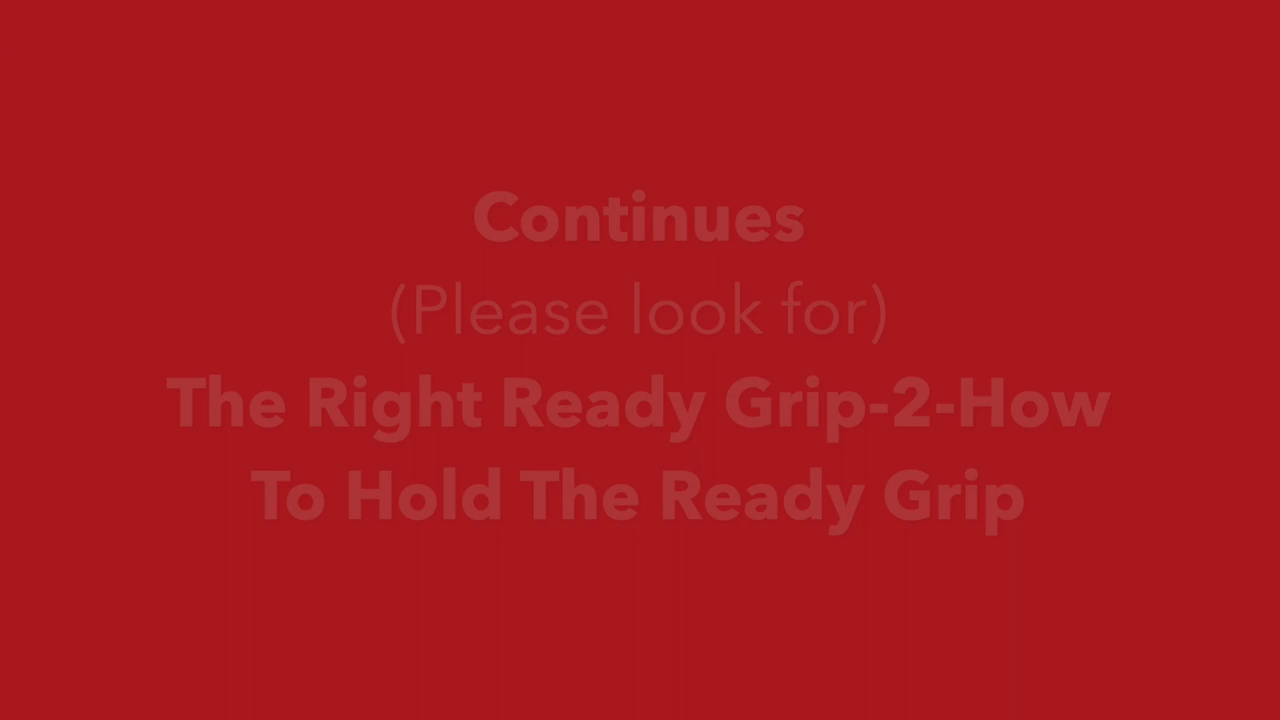 Continues
(Please look for)
The Right Ready Grip-2-How
To Hold The Ready Grip